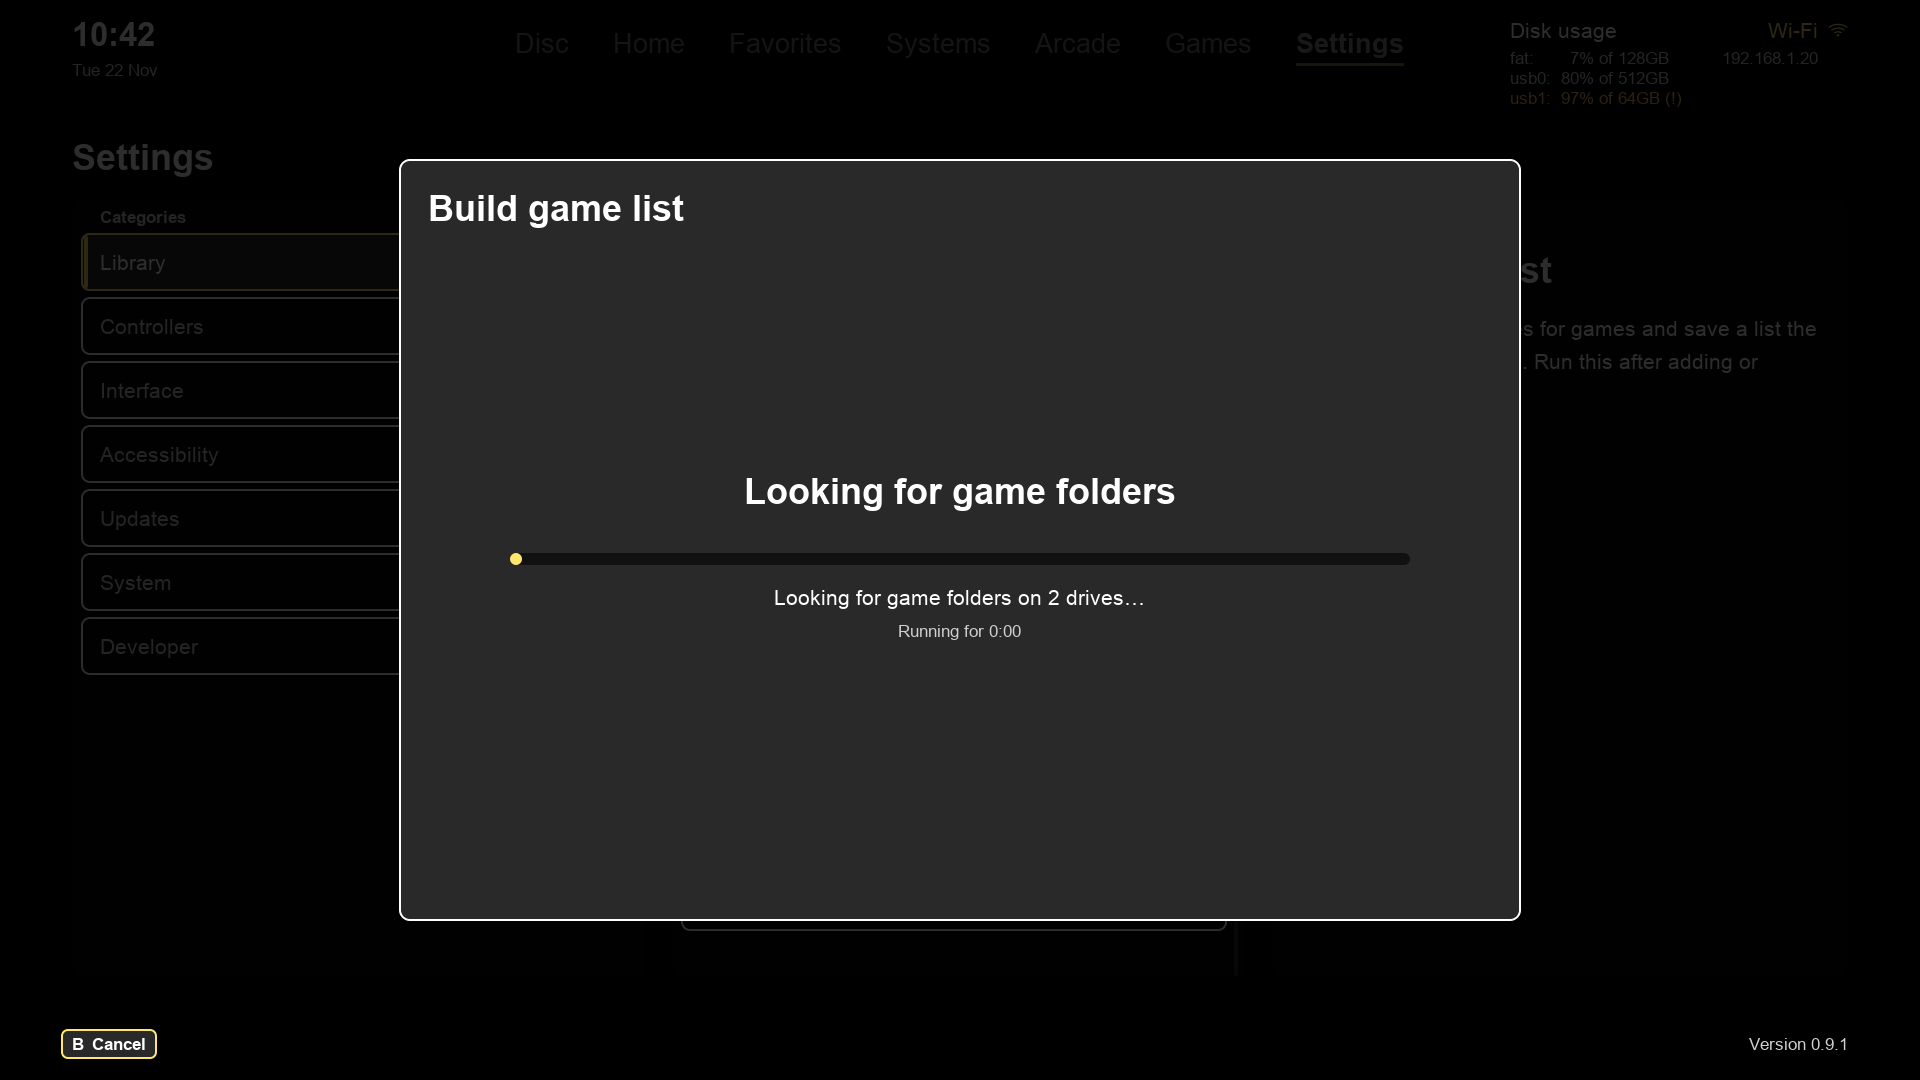 10:42
Tue 22 Nov
Disc Home Favorites Systems Arcade Games Settings
Disk usage
fat: 7% of 128GB
usb0: 80% of 512GB
usb1: 97% of 64GB (!)
Wi-Fi
192.168.1.20
Settings
Categories
Library
Controllers
Interface
Accessibility
Updates
System
Developer
Build game list
Looking for game folders
Looking for game folders on 2 drives…
Running for 0:00
st
s for games and save a list the
. Run this after adding or
B Cancel
Version 0.9.1